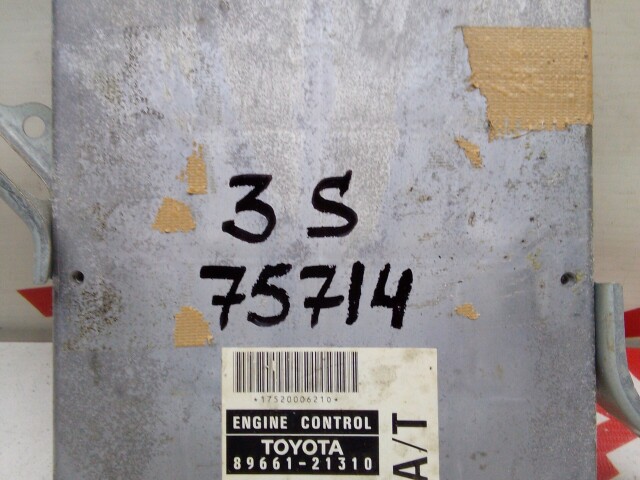 3 S
75714
*17520006210*
ENGINE CONTROL
TOYOTA
89661-21310
A/T